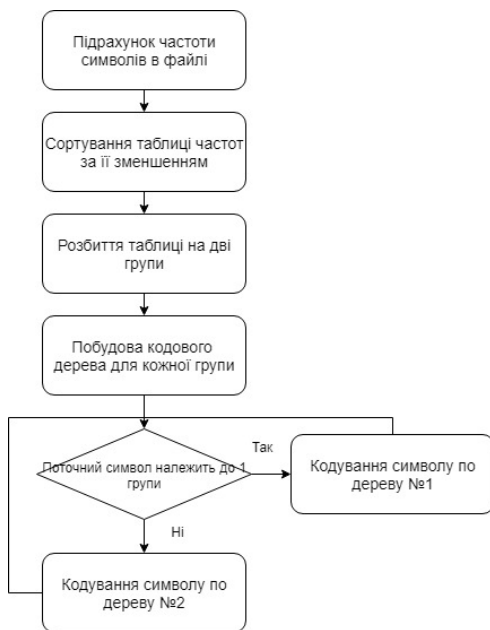 Підрахунок частоти
символів в файлі
Сортування таблиці частот
за її зменшенням
Розбиття таблиці на дві
групи
Побудова кодового
дерева для кожної групи
Поточний символ належить до 1
групи
Так
Кодування символу по
дереву №1
Ні
Кодування символу по
дереву №2